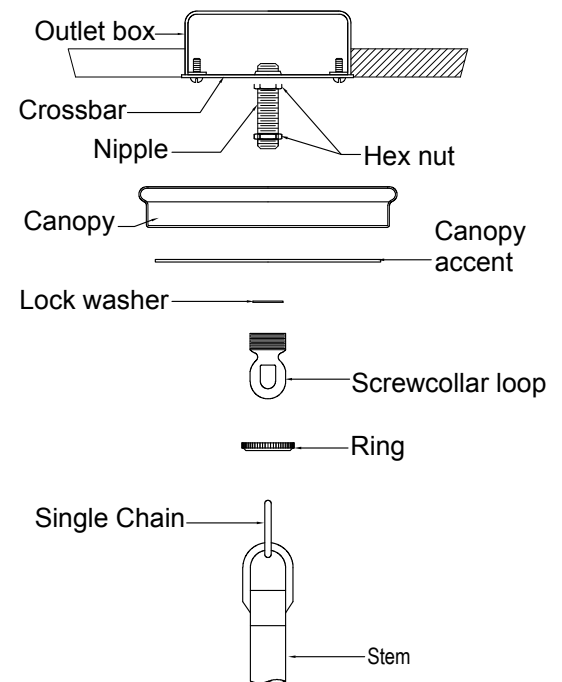 Outlet box
Crossbar
Nipple
Hex nut
Canopy
Canopy
accent
Lock washer
Screwcollar loop
Ring
Single Chain
Stem